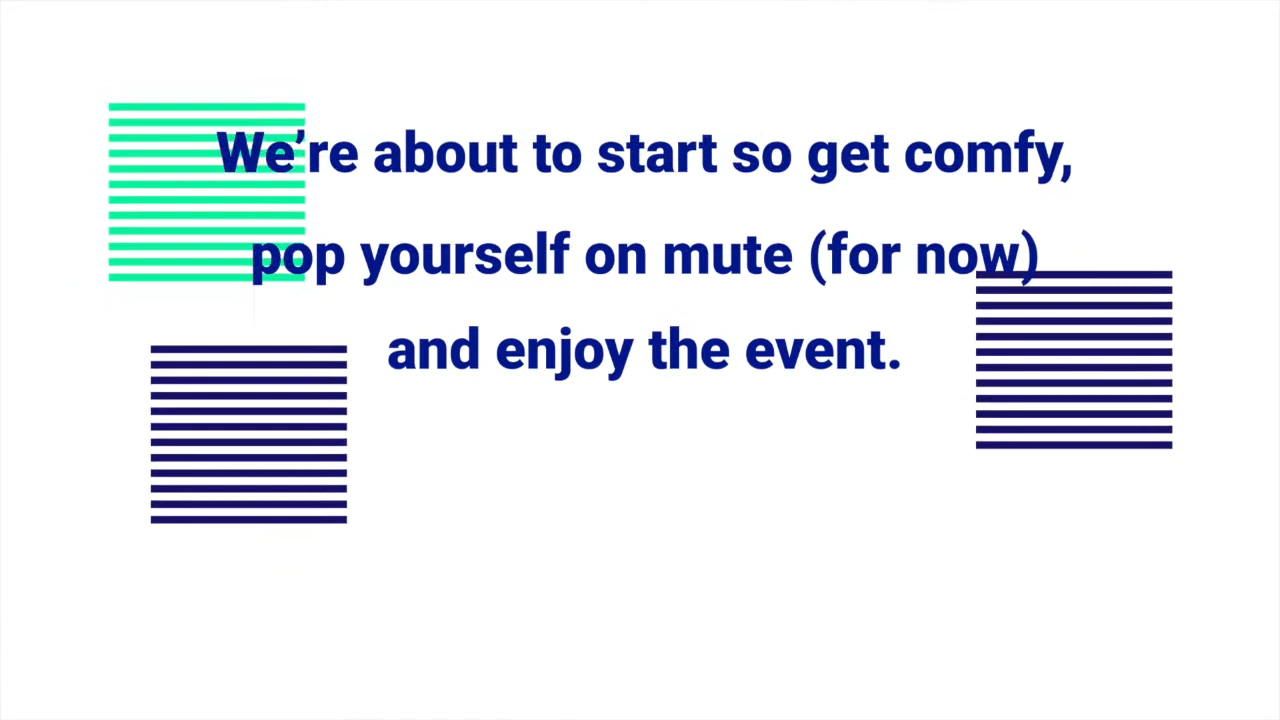 We’re about to start so get comfy,
pop yourself on mute (for now)
and enjoy the event.